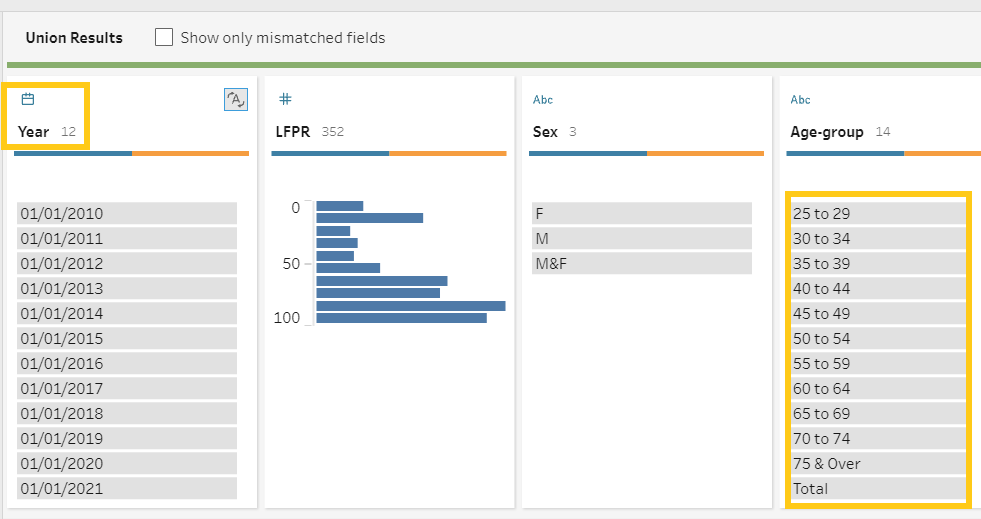 Union Results Show only mismatched fields
Abc Abc
Year 12 LFPR 352 Sex 3 Age-group 14
01/01/2010
01/01/2011
01/01/2012
01/01/2013
01/01/2014
01/01/2015
01/01/2016
01/01/2017
01/01/2018
01/01/2019
01/01/2020
01/01/2021
0
50
100
F
M
M&F
25 to 29
30 to 34
35 to 39
40 to 44
45 to 49
50 to 54
55 to 59
60 to 64
65 to 69
70 to 74
75 & Over
Total